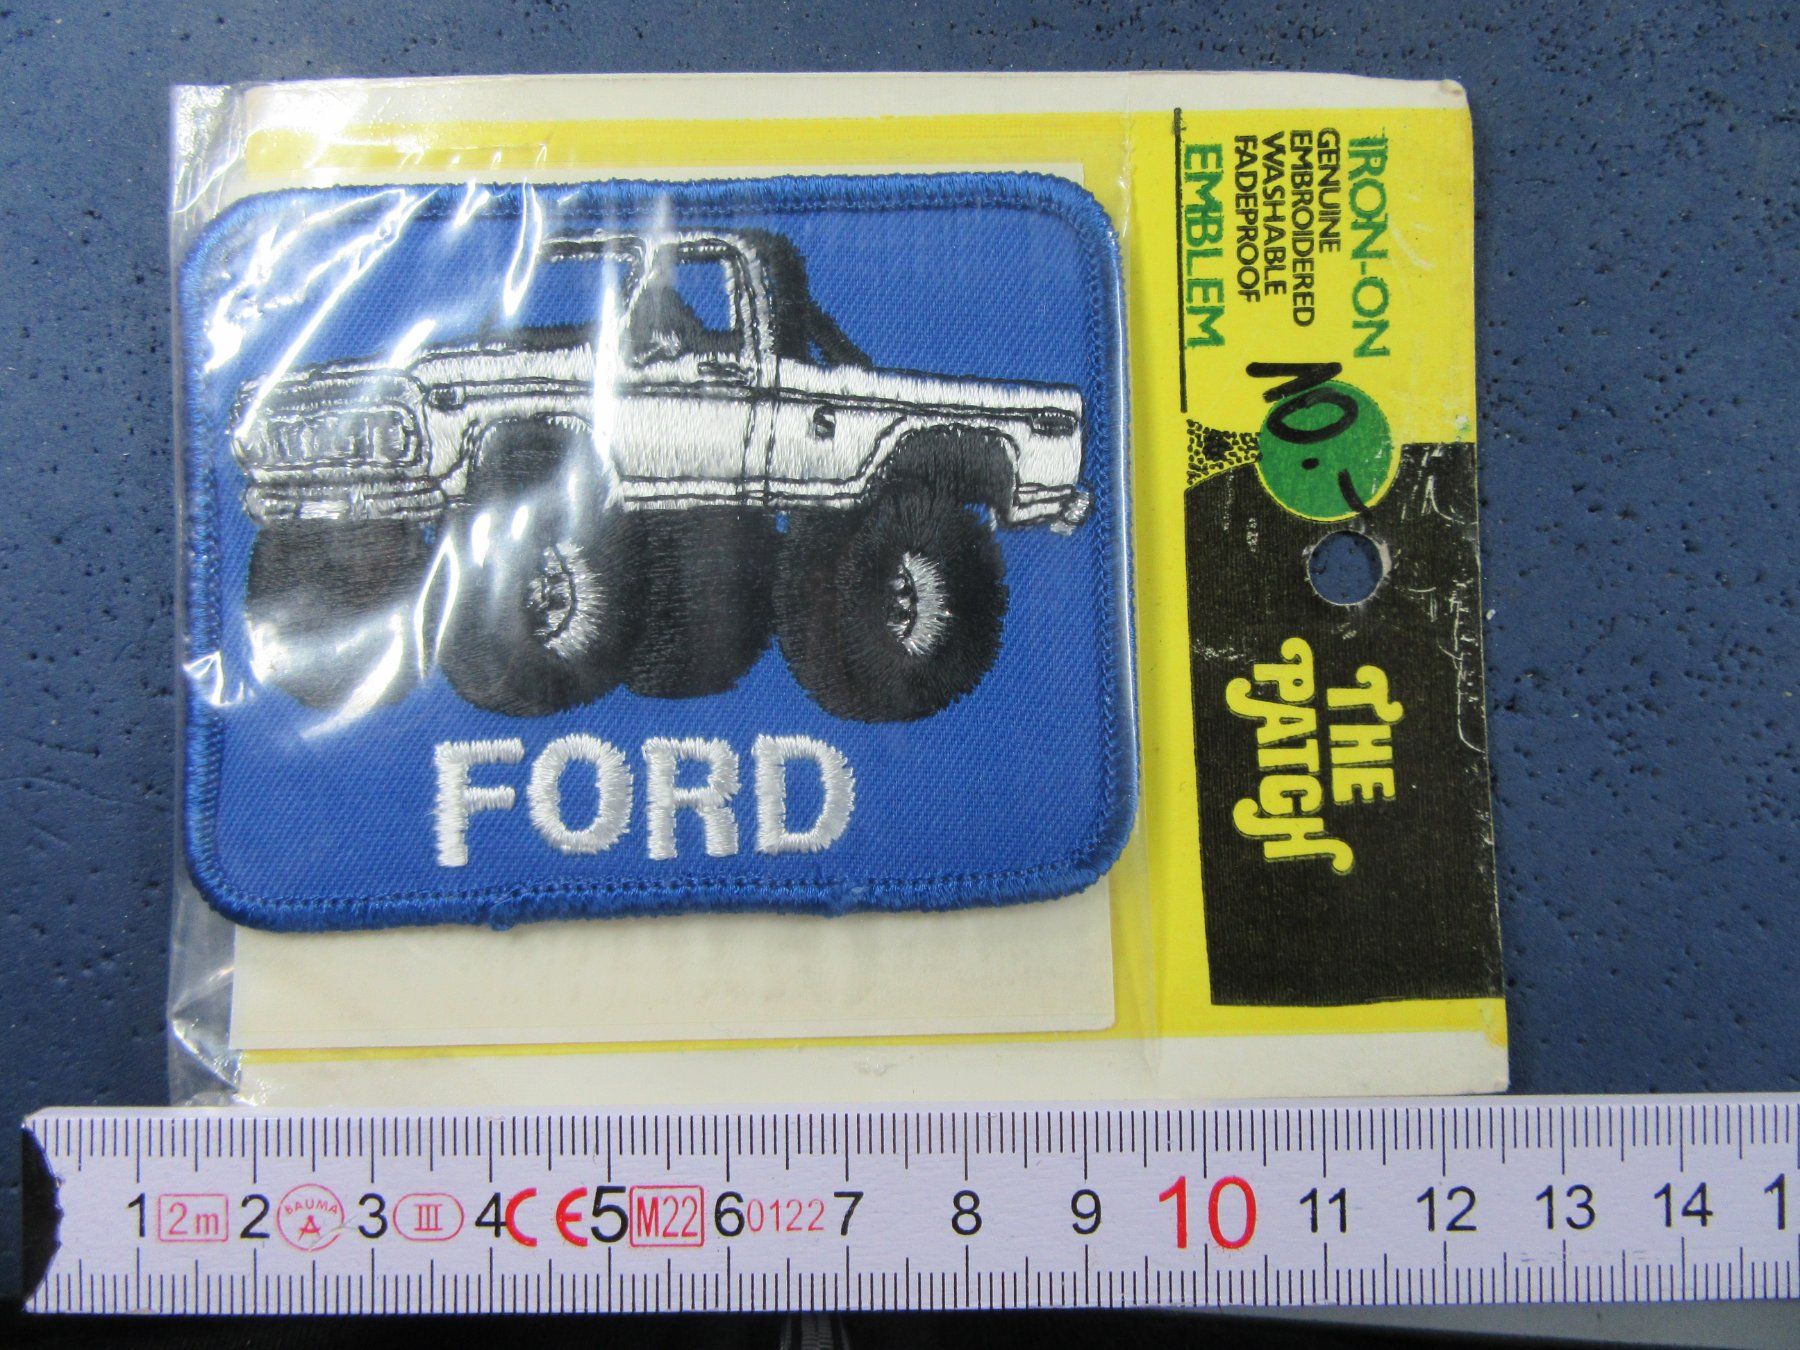 IRON-ON
GENUINE
EMBROIDERED
WASHABLE
FADEPROOF
EMBLEM
NO.
THE
PATCH
S
FORD
1 2m 2 BAUMA A 3 III 4 CE 5 M22 6 0122 7 8 9 10 11 12 13 14 1